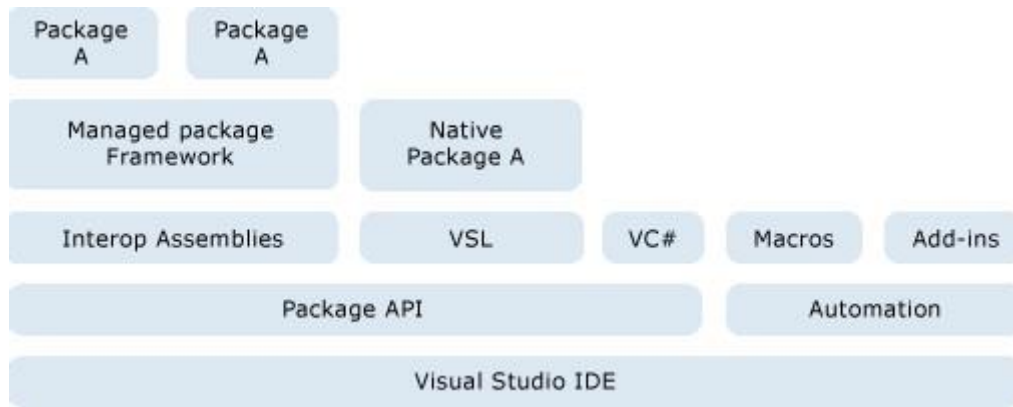 Package
A
Package
A
Managed package
Framework
Native
Package A
Interop Assemblies
VSL
VC#
Macros
Add-ins
Package API
Automation
Visual Studio IDE